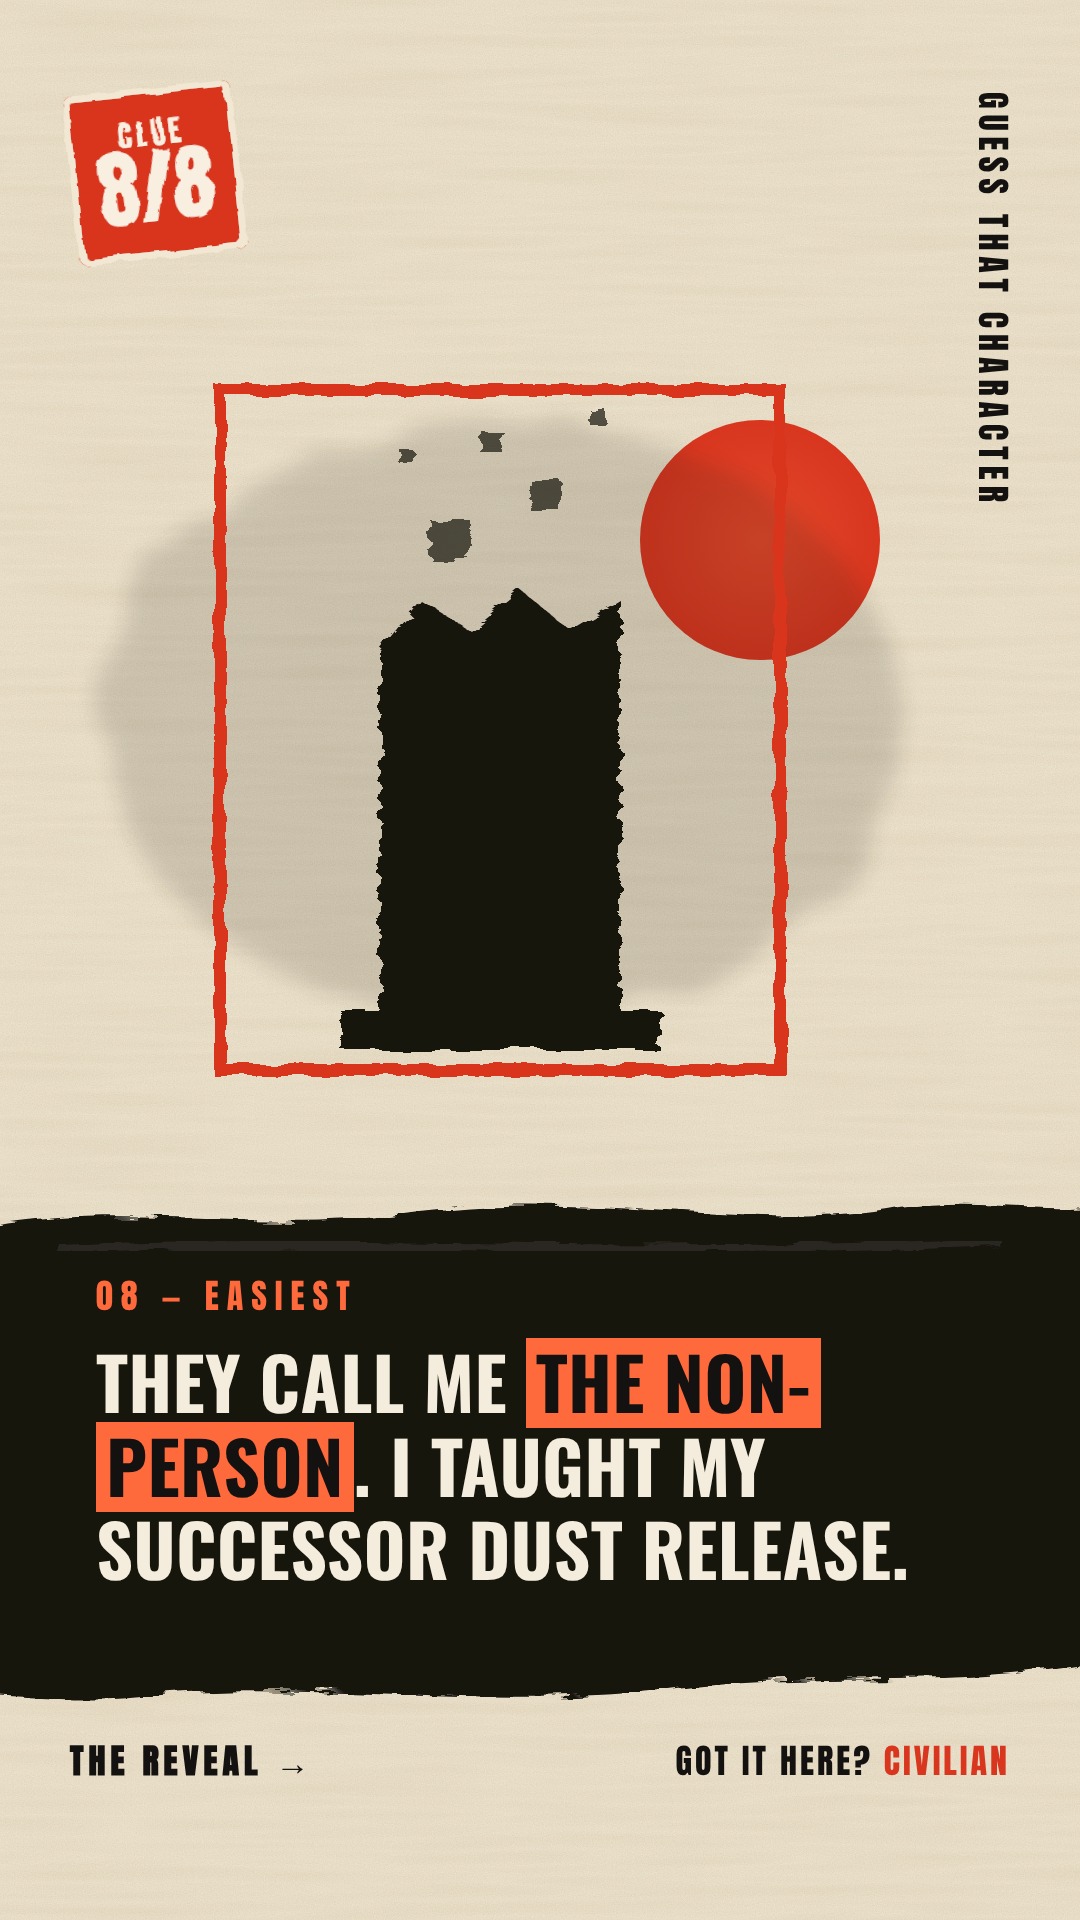 CLUE
8/8
GUESS THAT CHARACTER
08 – EASIEST
THEY CALL ME THE NON-
PERSON. I TAUGHT MY
SUCCESSOR DUST RELEASE.
THE REVEAL →
GOT IT HERE? CIVILIAN